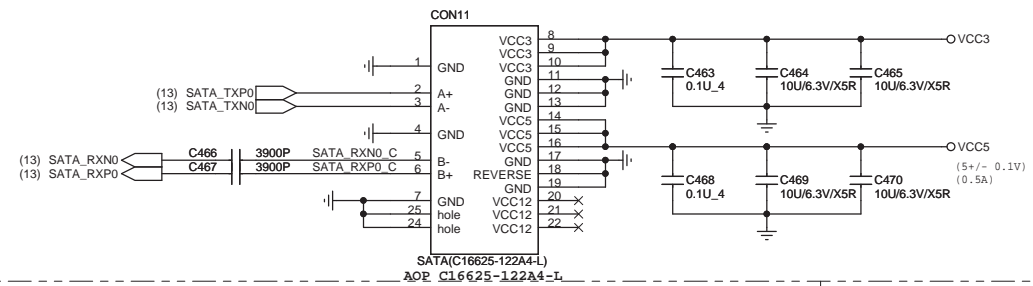 CON11
VCC3 8 VCC3
VCC3 9
1 GND VCC3 10 C463 C464 C465
GND 11 0.1U_4 10U/6.3V/X5R 10U/6.3V/X5R
(13) SATA_TXP0 2 A+ GND 12
(13) SATA_TXN0 3 A- GND 13
VCC5 14
4 GND VCC5 15
VCC5 16 VCC5
(13) SATA_RXN0 C466 3900P SATA_RXN0_C 5 B- GND 17 (5+/- 0.1V)
(13) SATA_RXP0 C467 3900P SATA_RXP0_C 6 B+ REVERSE 18 C468 C469 C470 (0.5A)
GND 19 0.1U_4 10U/6.3V/X5R 10U/6.3V/X5R
7 GND VCC12 20
25 hole VCC12 21
24 hole VCC12 22
SATA(C16625-122A4-L)
AOP C16625-122A4-L